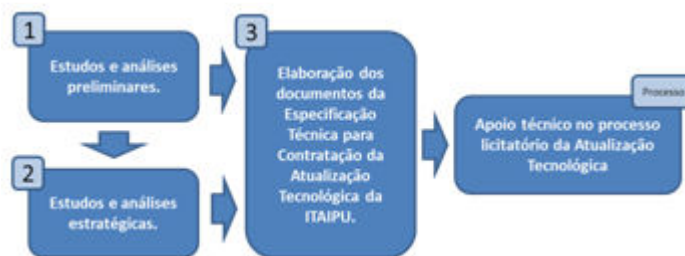 1
Estudos e análises
preliminares.
2
Estudos e análises
estratégicas.
3
Elaboração dos
documentos da
Especificação
Técnica para
Contratação da
Atualização
Tecnológica da
ITAIPU.
Processo
Apoio técnico no processo
licitatório da Atualização
Tecnológica